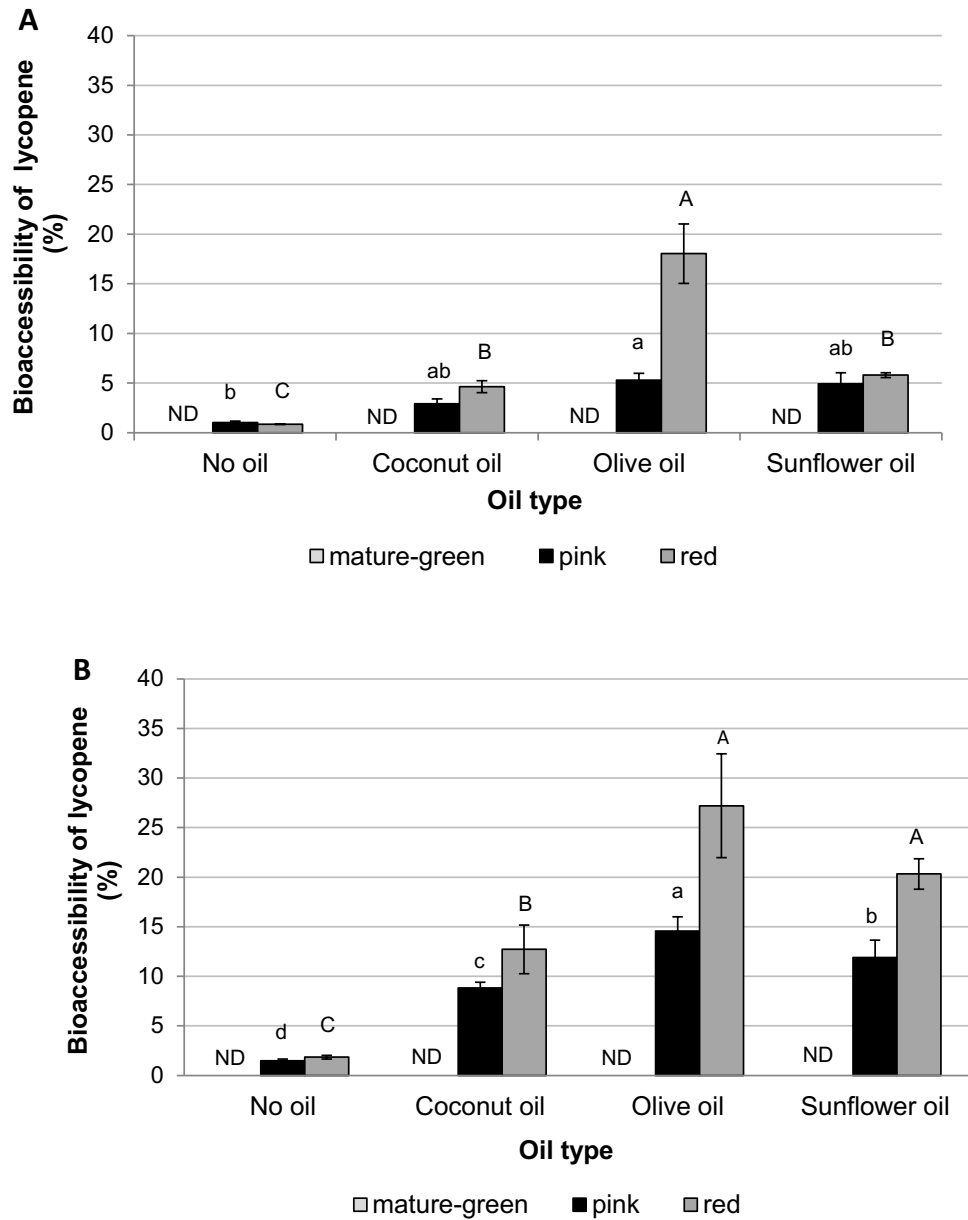 A
40
35
30
25
20
15
10
5
0
Bioaccessibility of lycopene
(%)
ND b C ND ab B ND a A ND ab B
No oil Coconut oil Olive oil Sunflower oil
Oil type
mature-green pink red
B
40
35
30
25
20
15
10
5
0
Bioaccessibility of lycopene
(%)
ND d C ND c B ND a A ND b A
No oil Coconut oil Olive oil Sunflower oil
Oil type
mature-green pink red